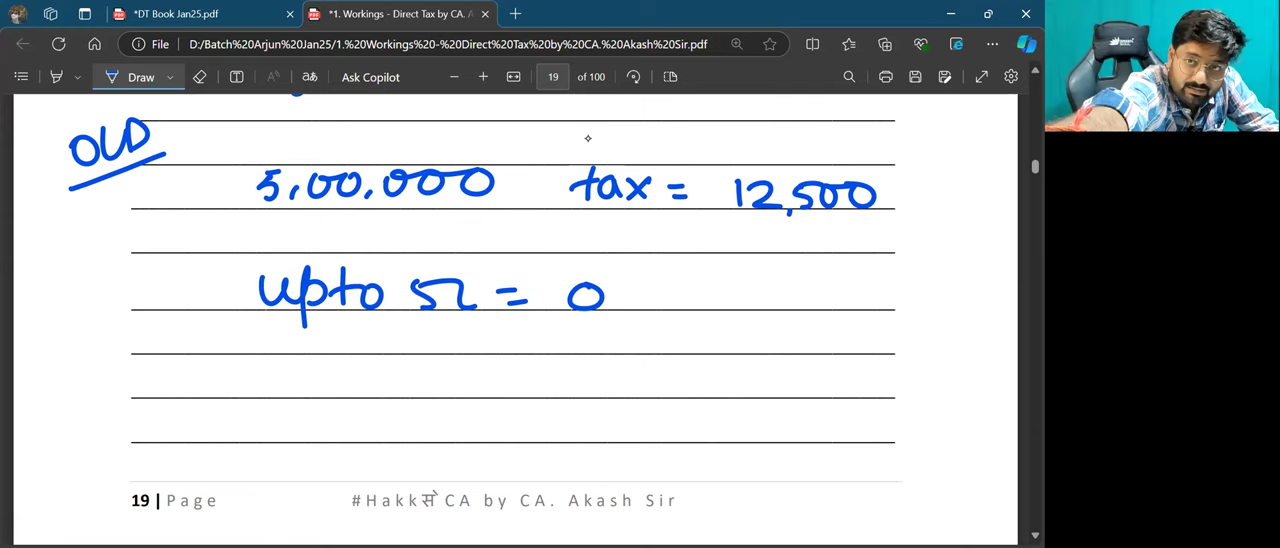 *DT Book Jan25.pdf
*1. Workings - Direct Tax by CA. A
File
D:/Batch%20Arjun%20Jan25/1.%20Workings%20-%20Direct%20Tax%20by%20CA.%20Akash%20Sir.pdf
Draw
aあ
Ask Copilot
19 of 100
OLD
5,00,000 tax = 12,500
upto 5L = 0
19 | Page
#Hakkसे CA by CA. Akash Sir